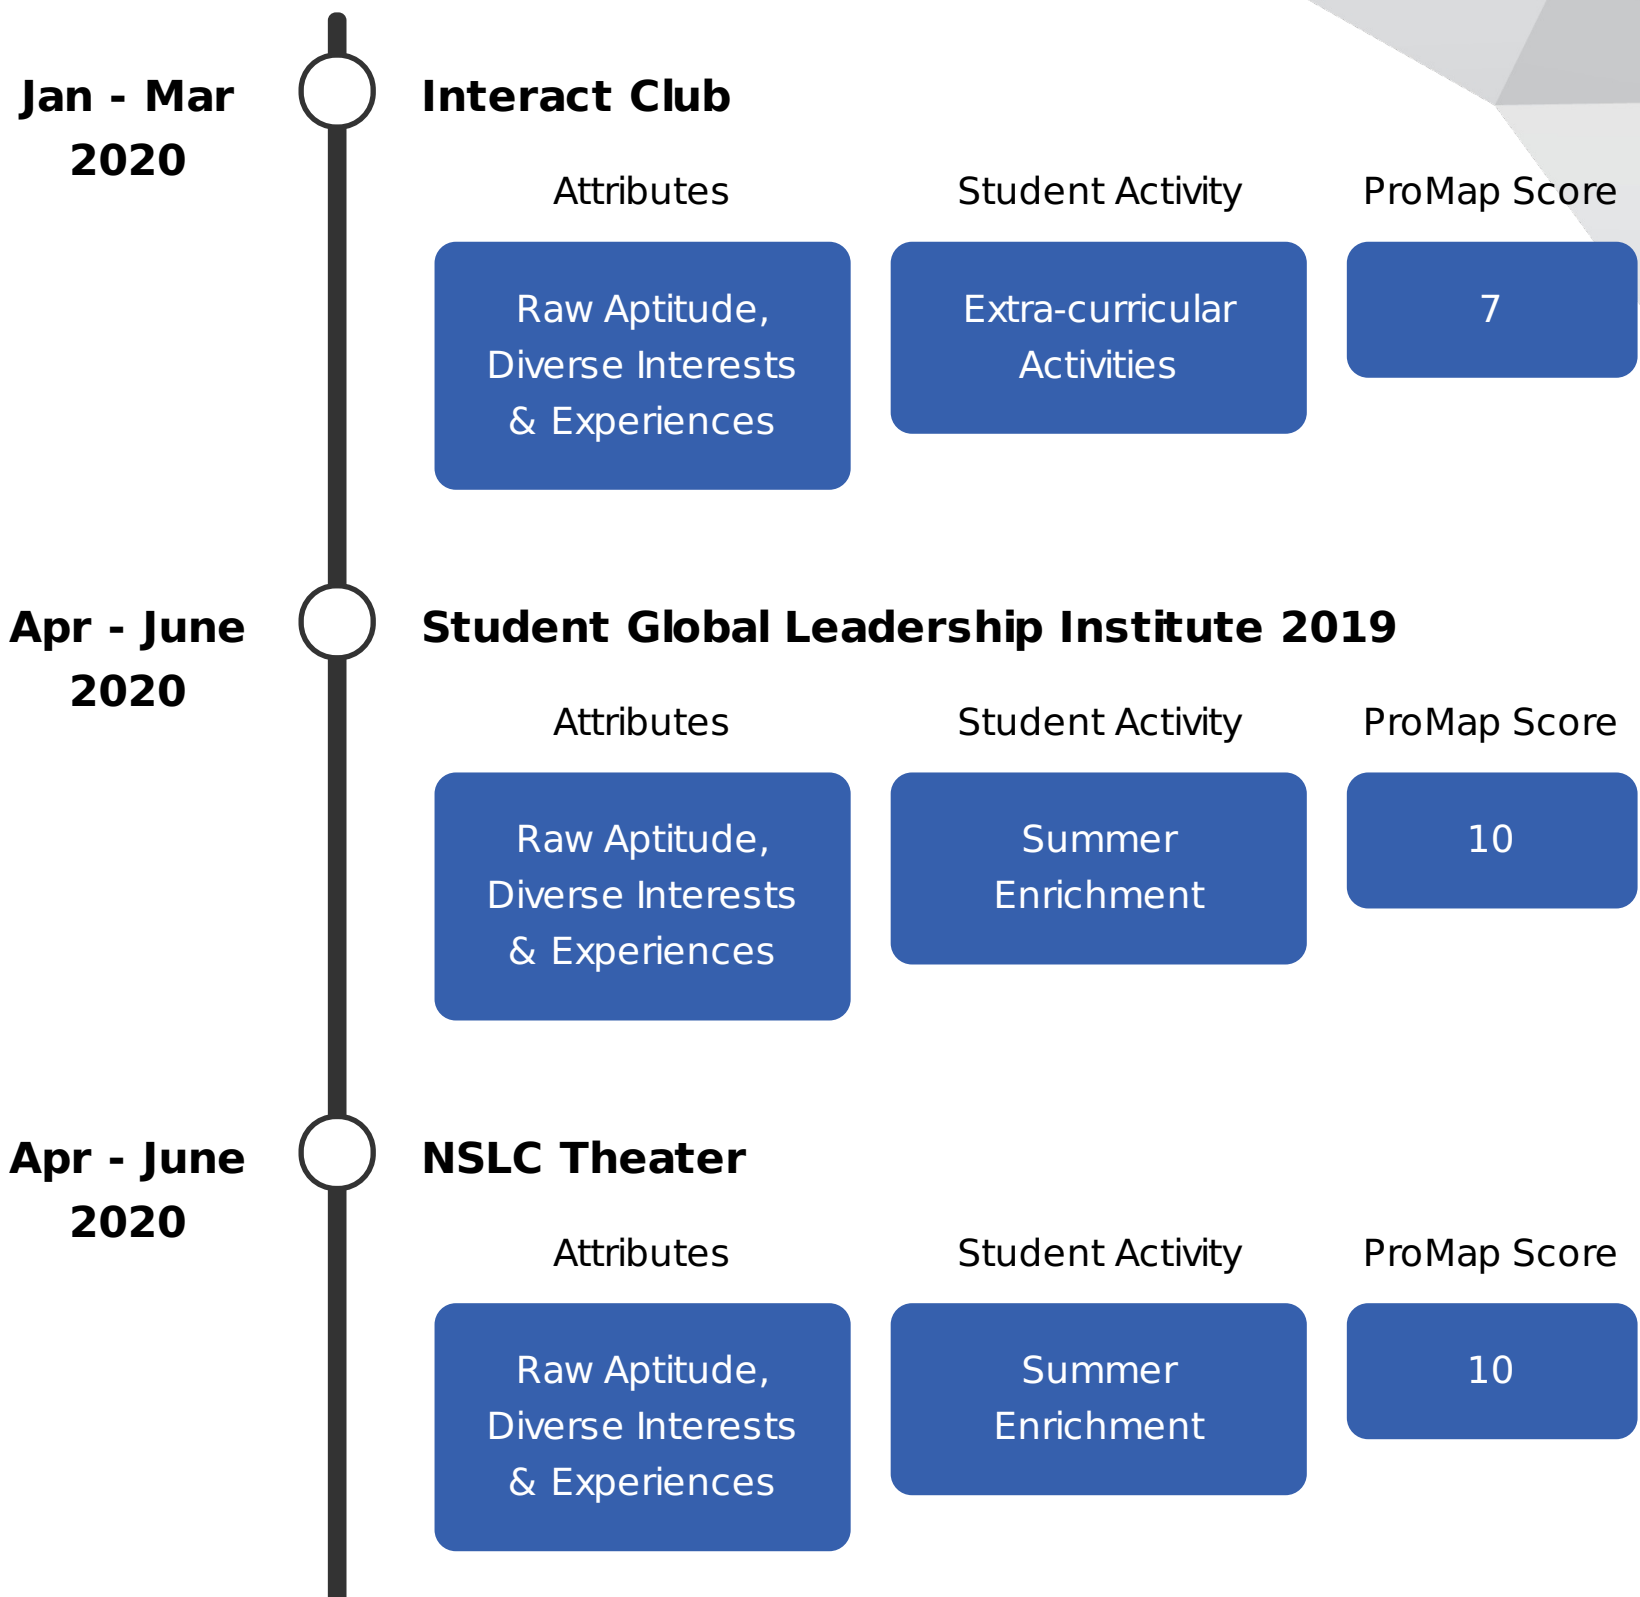 Jan - Mar
2020
Interact Club
Attributes
Student Activity
ProMap Score
Raw Aptitude,
Diverse Interests
& Experiences
Extra-curricular
Activities
7
Apr - June
2020
Student Global Leadership Institute 2019
Attributes
Student Activity
ProMap Score
Raw Aptitude,
Diverse Interests
& Experiences
Summer
Enrichment
10
Apr - June
2020
NSLC Theater
Attributes
Student Activity
ProMap Score
Raw Aptitude,
Diverse Interests
& Experiences
Summer
Enrichment
10